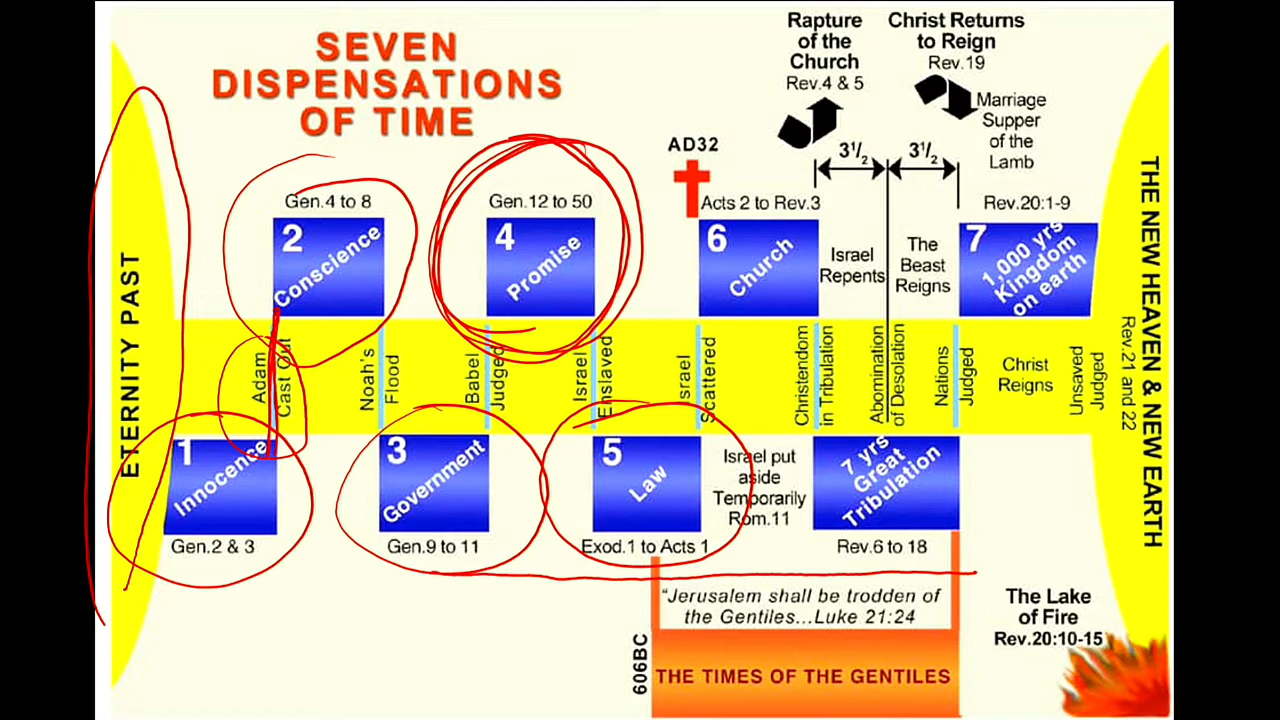 SEVEN
DISPENSATIONS
OF TIME
Rapture
of the
Church
Rev.4 & 5
Christ Returns
to Reign
Rev.19
Marriage
Supper
of the
Lamb
AD32
3½
3½
Gen.4 to 8
Gen.12 to 50
Acts 2 to Rev.3
Rev.20:1-9
2
Conscience
4
Promise
6
Church
Israel
Repents
The
Beast
Reigns
7
1,000 yrs
Kingdom
on earth
ETERNITY PAST
Adam
Cast Out
Noah's
Flood
Babel
Judged
Israel
Enslaved
Israel
Scattered
Christendom
in Tribulation
Abomination
of Desolation
Nations
Judged
Christ
Reigns
Unsaved
Judged
THE NEW HEAVEN & NEW EARTH
Rev.21 and 22
1
Innocence
3
Government
5
Law
Israel put
aside
Temporarily
Rom.11
7 yrs
Great
Tribulation
Gen.2 & 3
Gen.9 to 11
Exod.1 to Acts 1
Rev.6 to 18
"Jerusalem shall be trodden of
the Gentiles...Luke 21:24
606BC
THE TIMES OF THE GENTILES
The Lake
of Fire
Rev.20:10-15